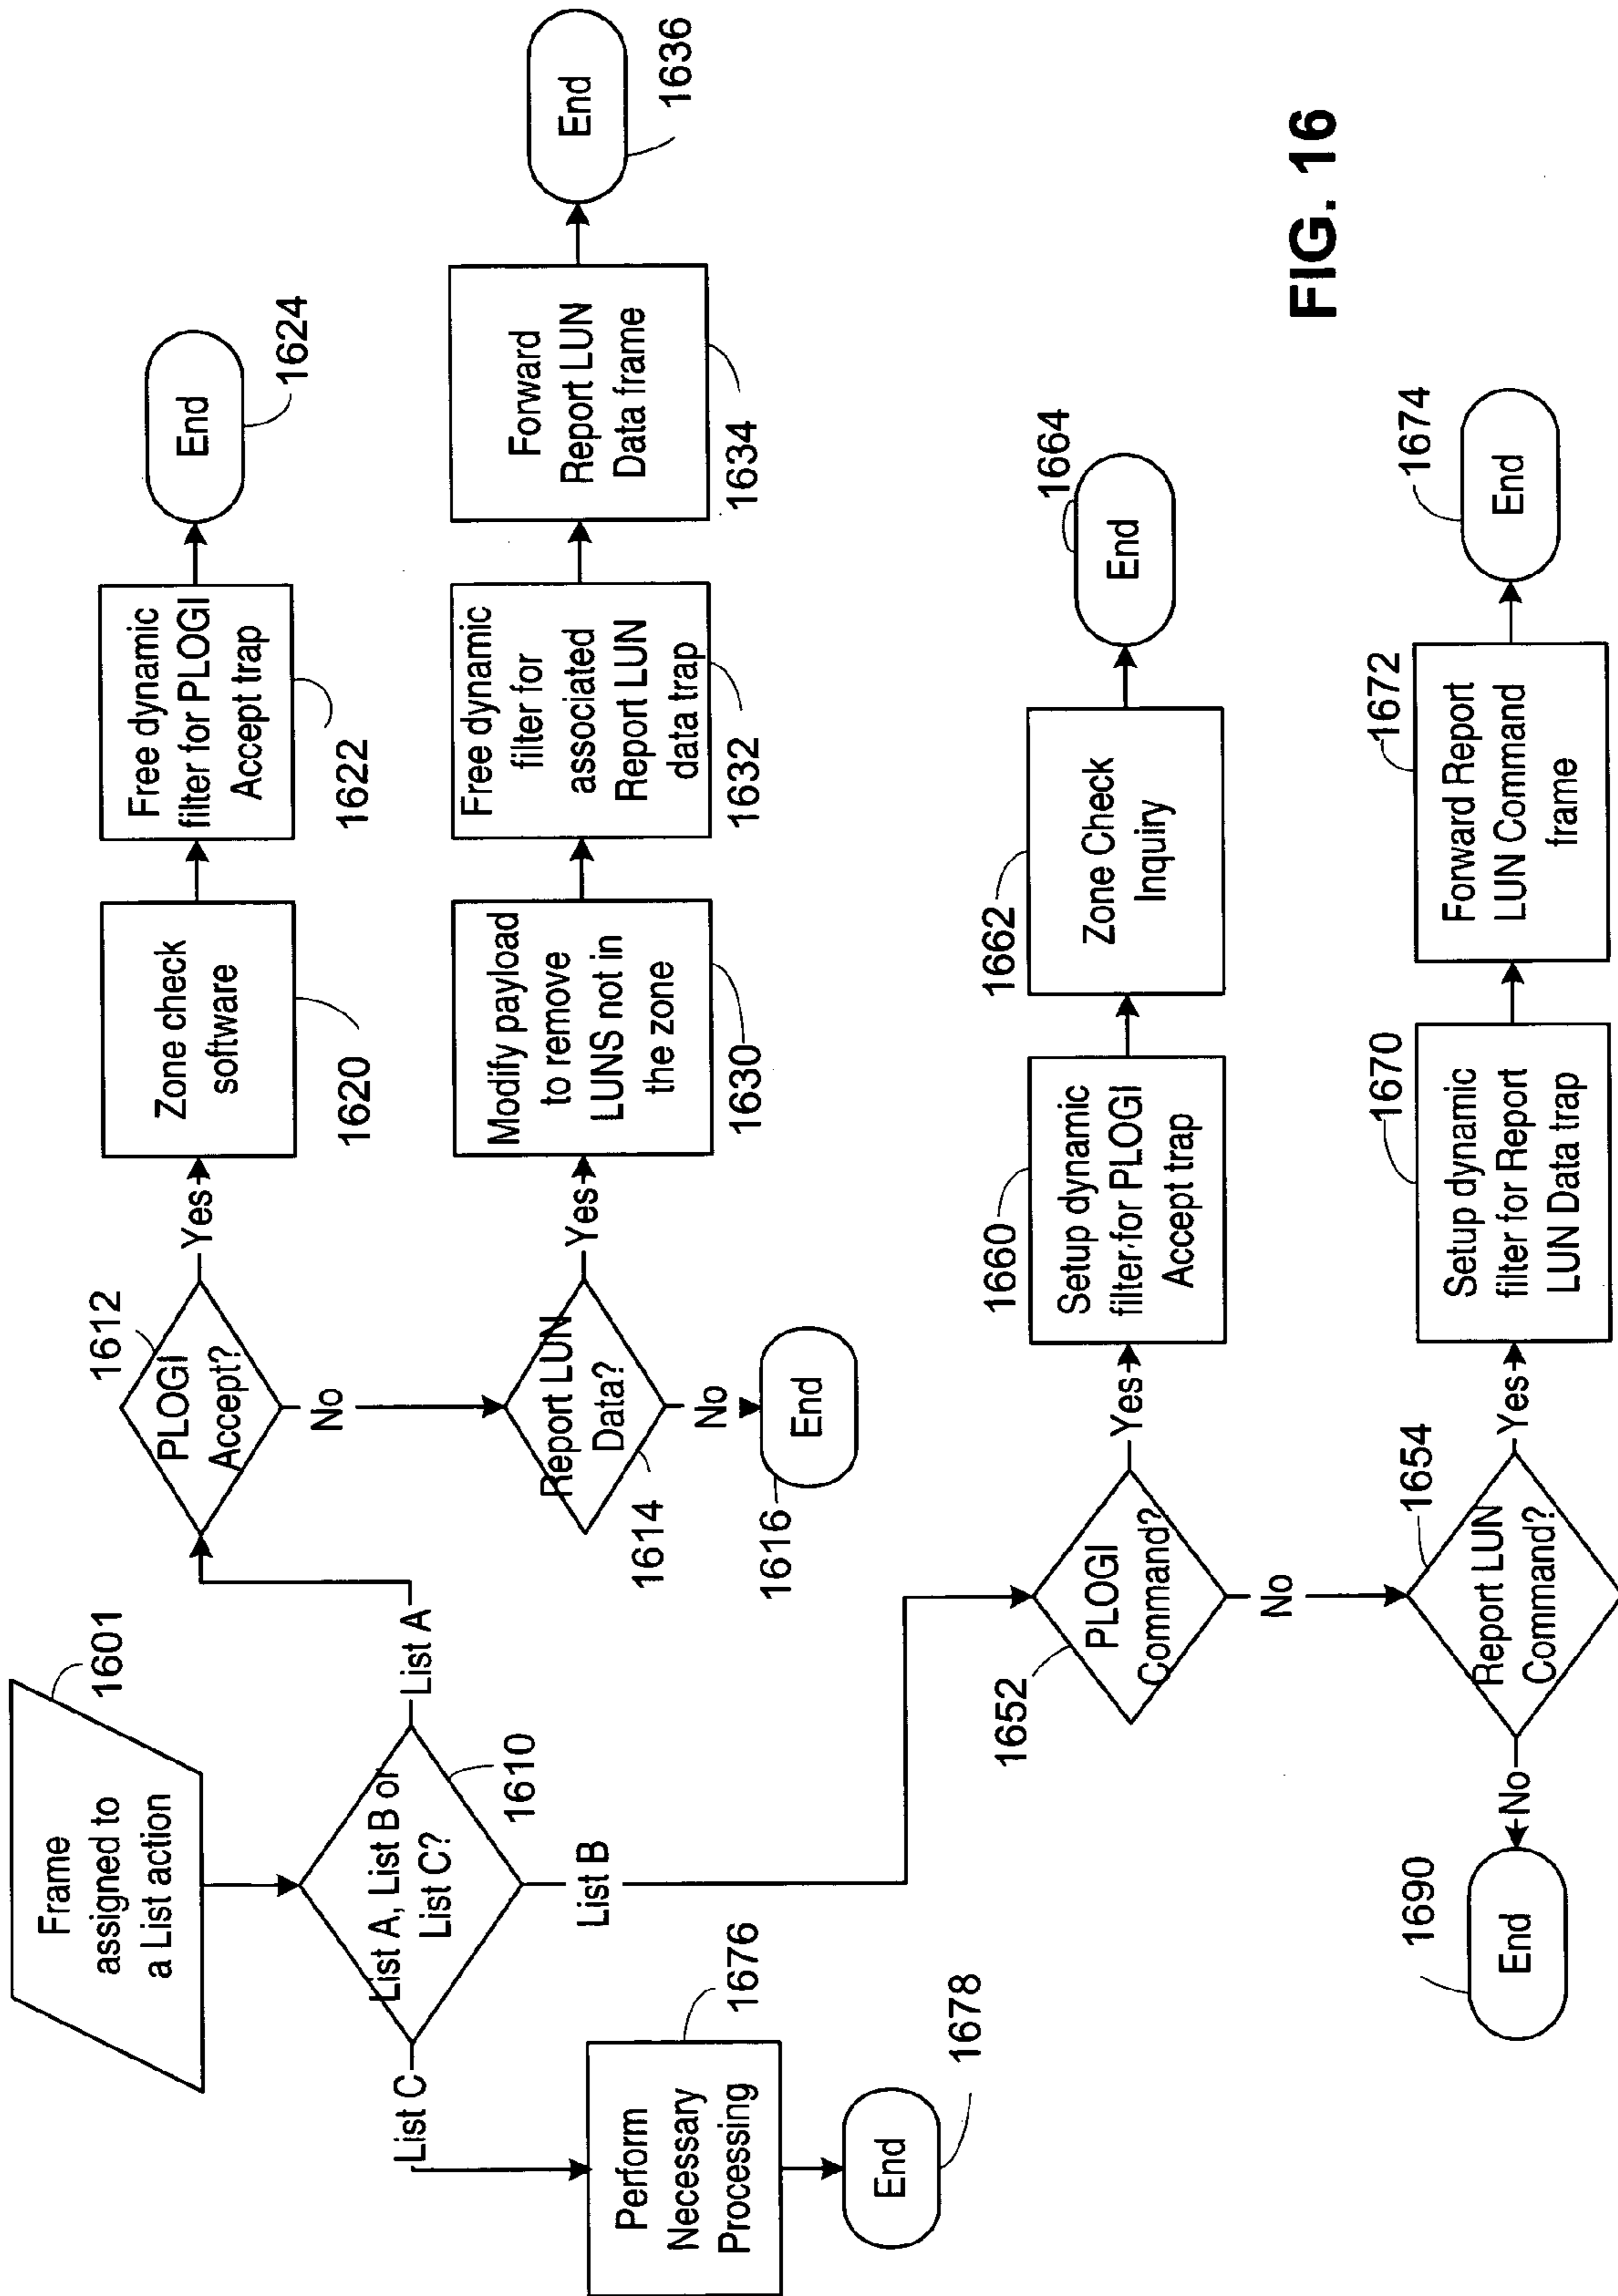 Frame
assigned to
a List action
1601
List A, List B or
List C?
1610
List A
List B
List C
PLOGI
Accept?
1612
Yes
No
Zone check
software
1620
Free dynamic
filter for PLOGI
Accept trap
1622
End
1624
Report LUN
Data?
1614
Yes
No
End
1616
Modify payload
to remove
LUNS not in
the zone
1630
Free dynamic
filter for
associated
Report LUN
data trap
1632
Forward
Report LUN
Data frame
1634
End
1636
Perform
Necessary
Processing
1676
End
1678
PLOGI
Command?
1652
Yes
No
Setup dynamic
filter for PLOGI
Accept trap
1660
Zone Check
Inquiry
1662
End
1664
Report LUN
Command?
1654
Yes
No
End
1690
Setup dynamic
filter for Report
LUN Data trap
1670
Forward Report
LUN Command
frame
1672
End
1674
FIG. 16